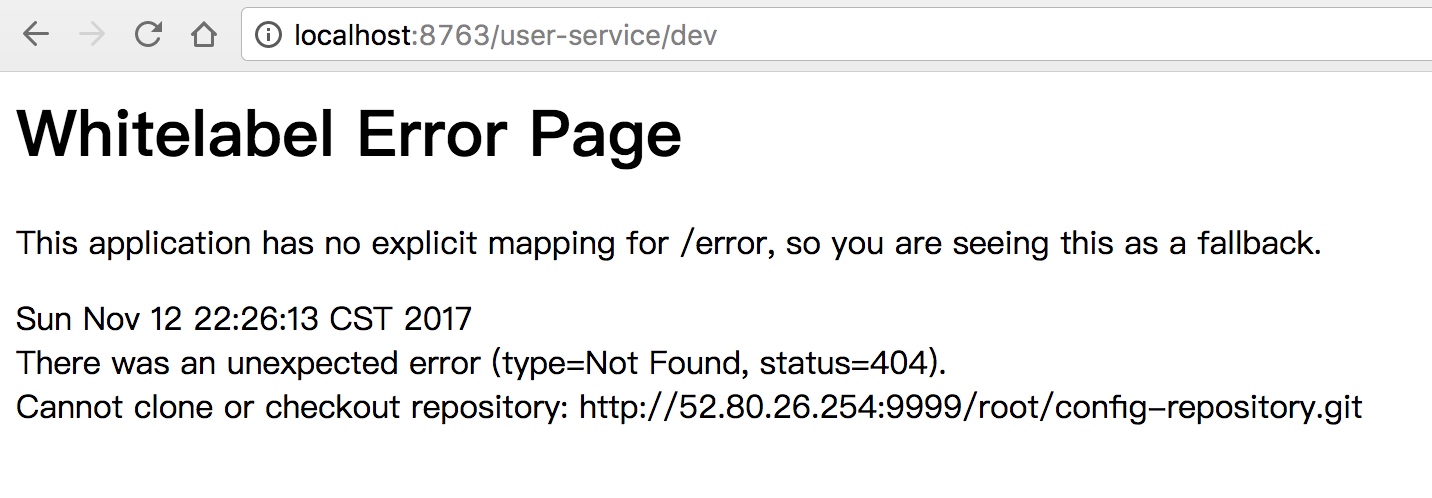 localhost:8763/user-service/dev
Whitelabel Error Page
This application has no explicit mapping for /error, so you are seeing this as a fallback.
Sun Nov 12 22:26:13 CST 2017
There was an unexpected error (type=Not Found, status=404).
Cannot clone or checkout repository: http://52.80.26.254:9999/root/config-repository.git